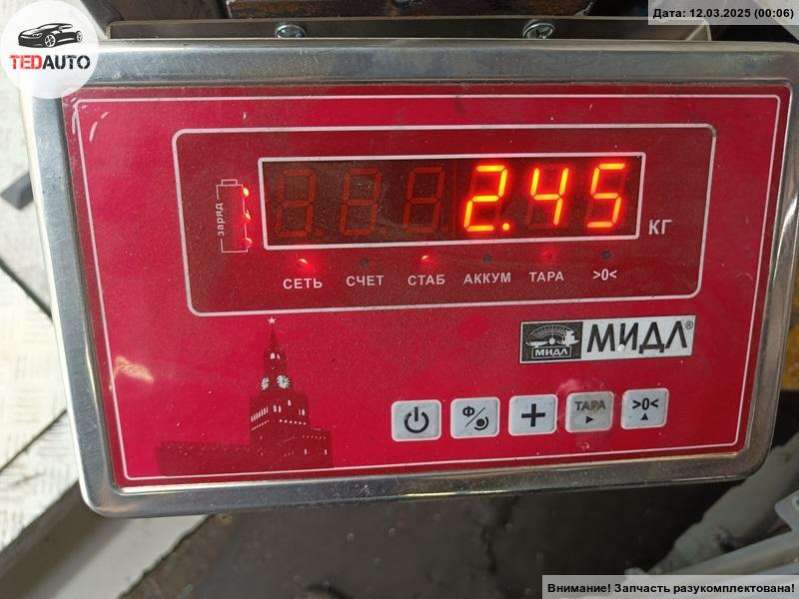 Дата: 12.03.2025 (00:06)
TEDAUTO
заряд
2.45
КГ
СЕТЬ СЧЕТ СТАБ АККУМ ТАРА >0<
МИДЛ
МИДЛ®
Ф ТАРА >0<
Внимание! Запчасть разукомплектована!